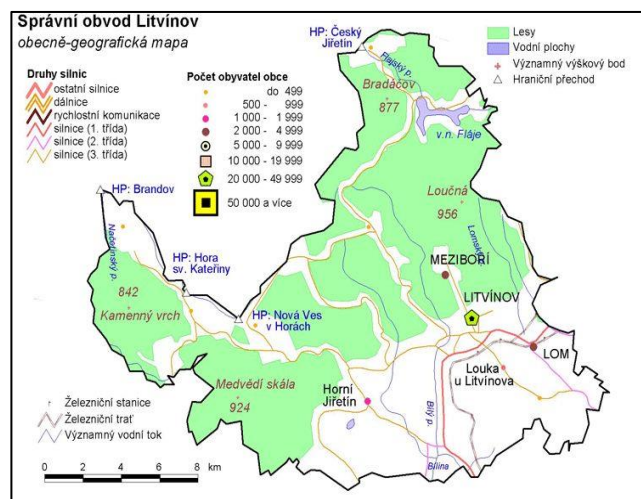 Správní obvod Litvínov
obecně-geografická mapa
Druhy silnic
ostatní silnice
dálnice
rychlostní komunikace
silnice (1. třída)
silnice (2. třída)
silnice (3. třída)
Počet obyvatel obce
do 499
500 - 999
1 000 - 1 999
2 000 - 4 999
5 000 - 9 999
10 000 - 19 999
20 000 - 49 999
50 000 a více
Lesy
Vodní plochy
Významný výškový bod
Hraniční přechod
HP: Český
Jiřetín
Flájský p.
Bradáčov
877
v.n. Fláje
Loučná
956
Lomský
HP: Brandov
Načetínský p.
HP: Hora
sv. Kateřiny
842
Kamenný vrch
HP: Nová Ves
v Horách
MEZIBOŘÍ
LITVÍNOV
LOM
Louka
u Litvínova
Medvědí skála
924
Horní
Jiřetín
Bílý p.
Bílina
Železniční stanice
Železniční trať
Významný vodní tok
0 2 4 6 8
km